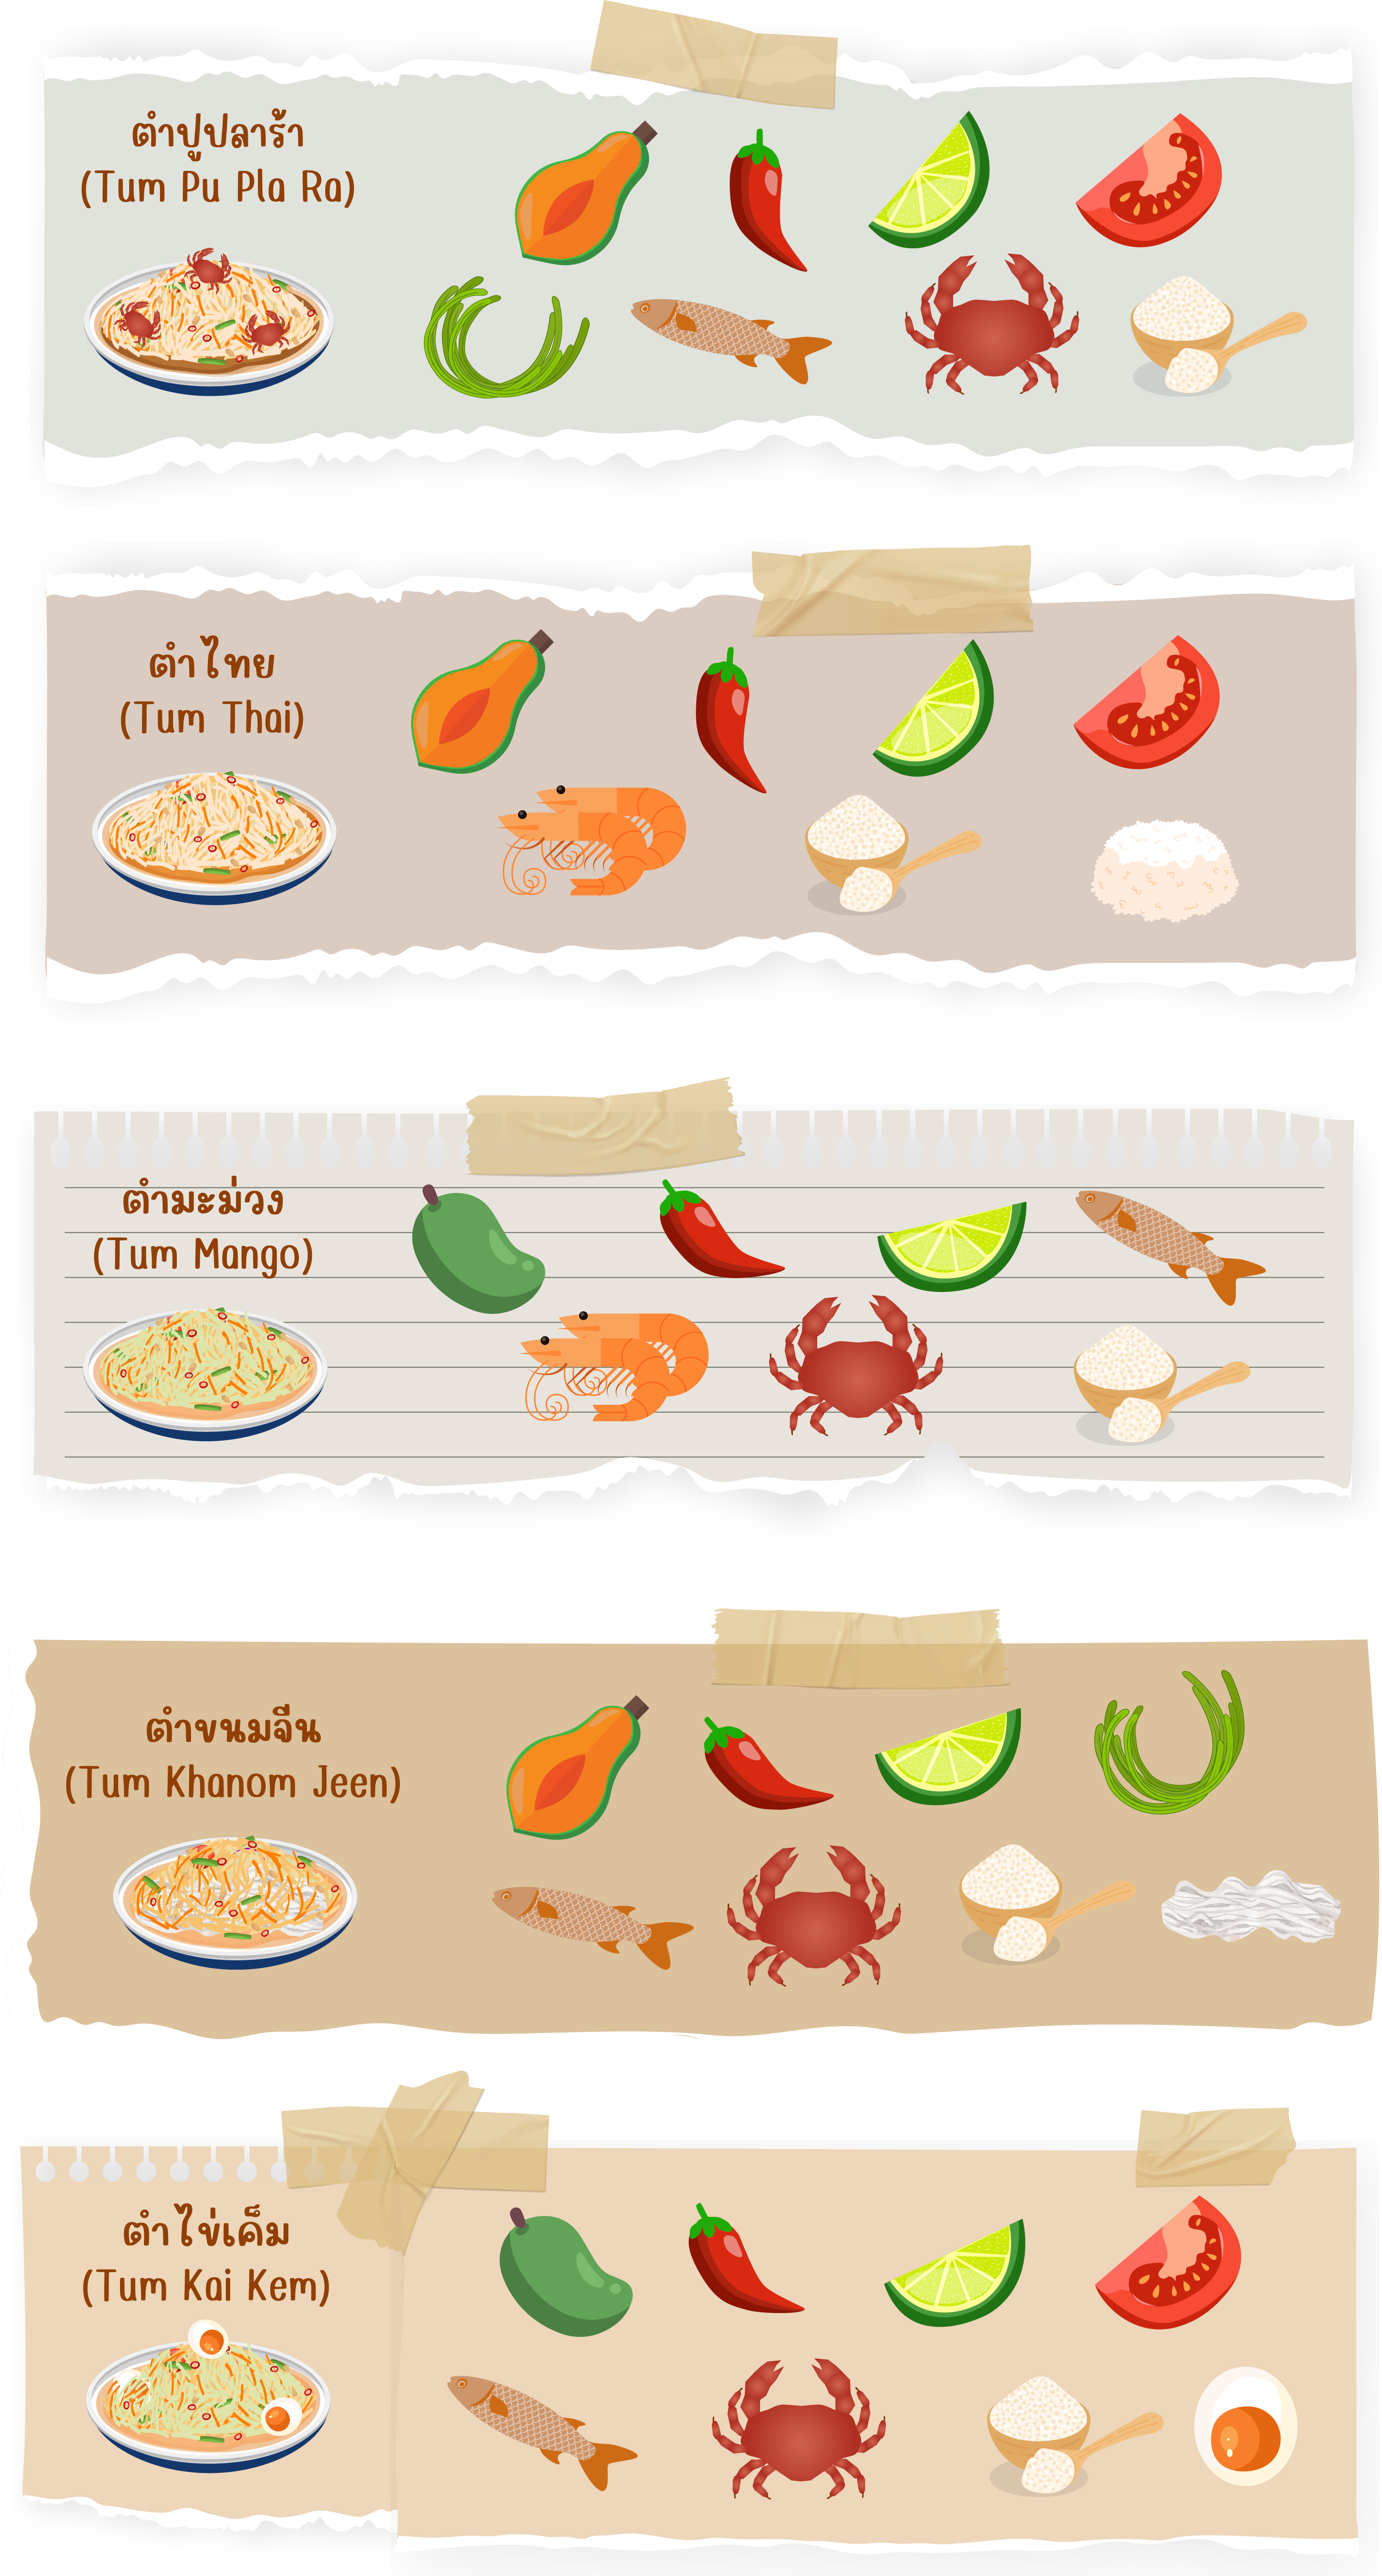 ตำปูปลาร้า
(Tum Pu Pla Ra)
ตำไทย
(Tum Thai)
ตำมะม่วง
(Tum Mango)
ตำขนมจีน
(Tum Khanom Jeen)
ตำไข่เค็ม
(Tum Kai Kem)